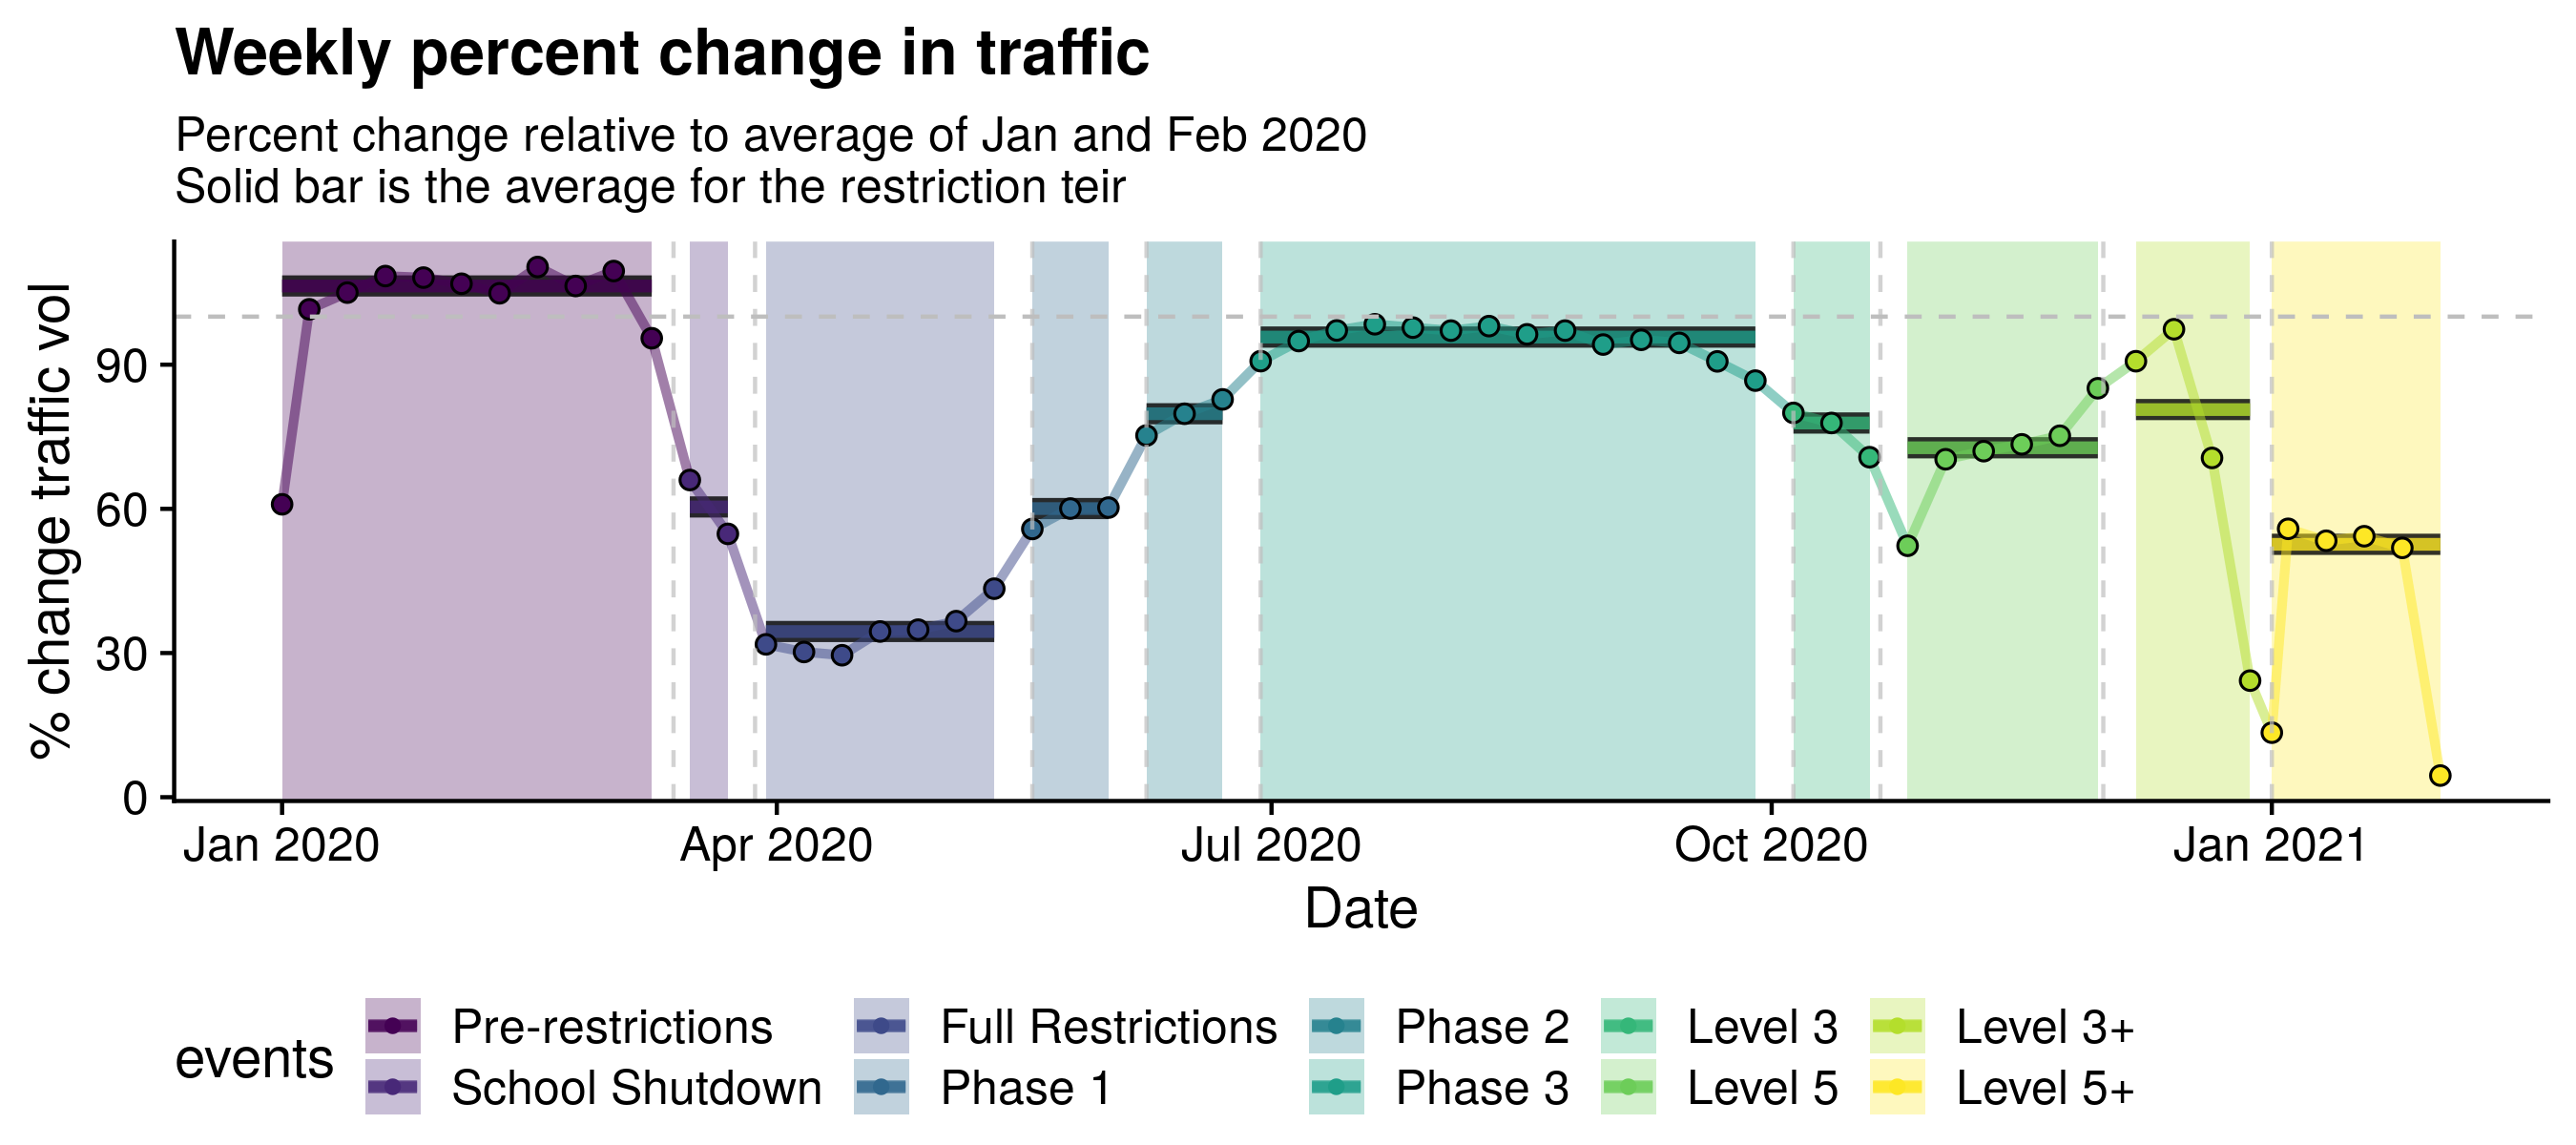 Weekly percent change in traffic
Percent change relative to average of Jan and Feb 2020
Solid bar is the average for the restriction teir
% change traffic vol
90
60
30
0
Jan 2020
Apr 2020
Jul 2020
Oct 2020
Jan 2021
Date
events
Pre-restrictions
School Shutdown
Full Restrictions
Phase 1
Phase 2
Phase 3
Level 3
Level 5
Level 3+
Level 5+